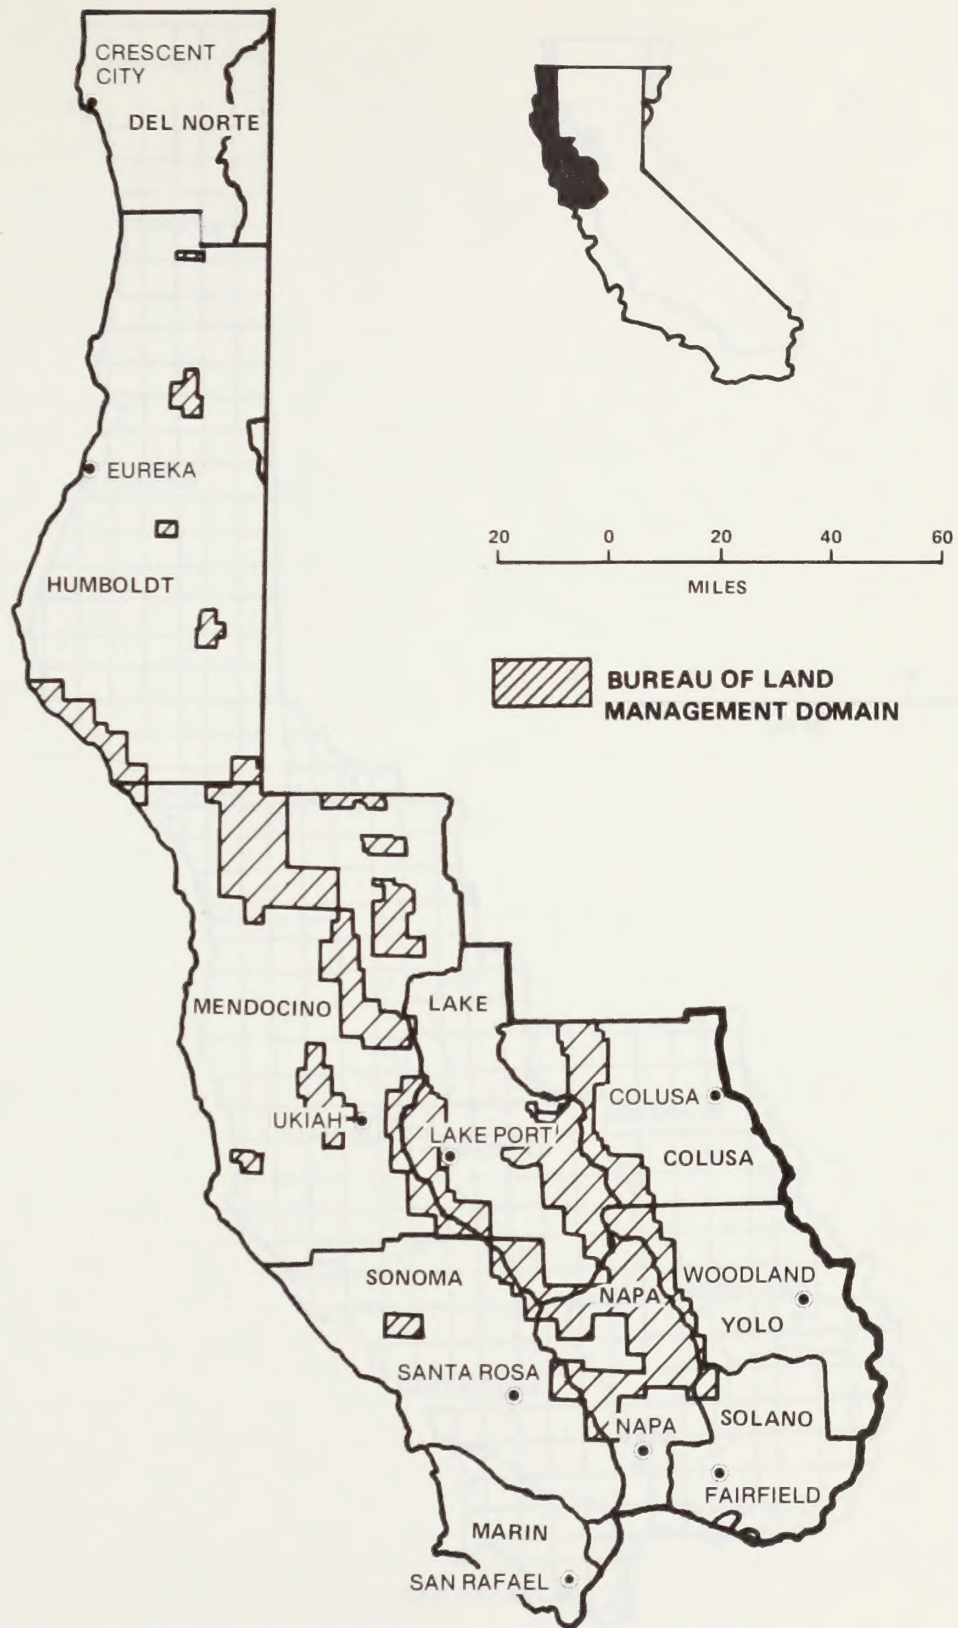 CRESCENT
CITY
DEL NORTE
EUREKA
20 0 20 40 60
MILES
HUMBOLDT
BUREAU OF LAND
MANAGEMENT DOMAIN
MENDOCINO
LAKE
COLUSA
UKIAH
LAKE PORT
COLUSA
SONOMA
WOODLAND
NAPA
YOLO
SANTA ROSA
NAPA
SOLANO
FAIRFIELD
MARIN
SAN RAFAEL